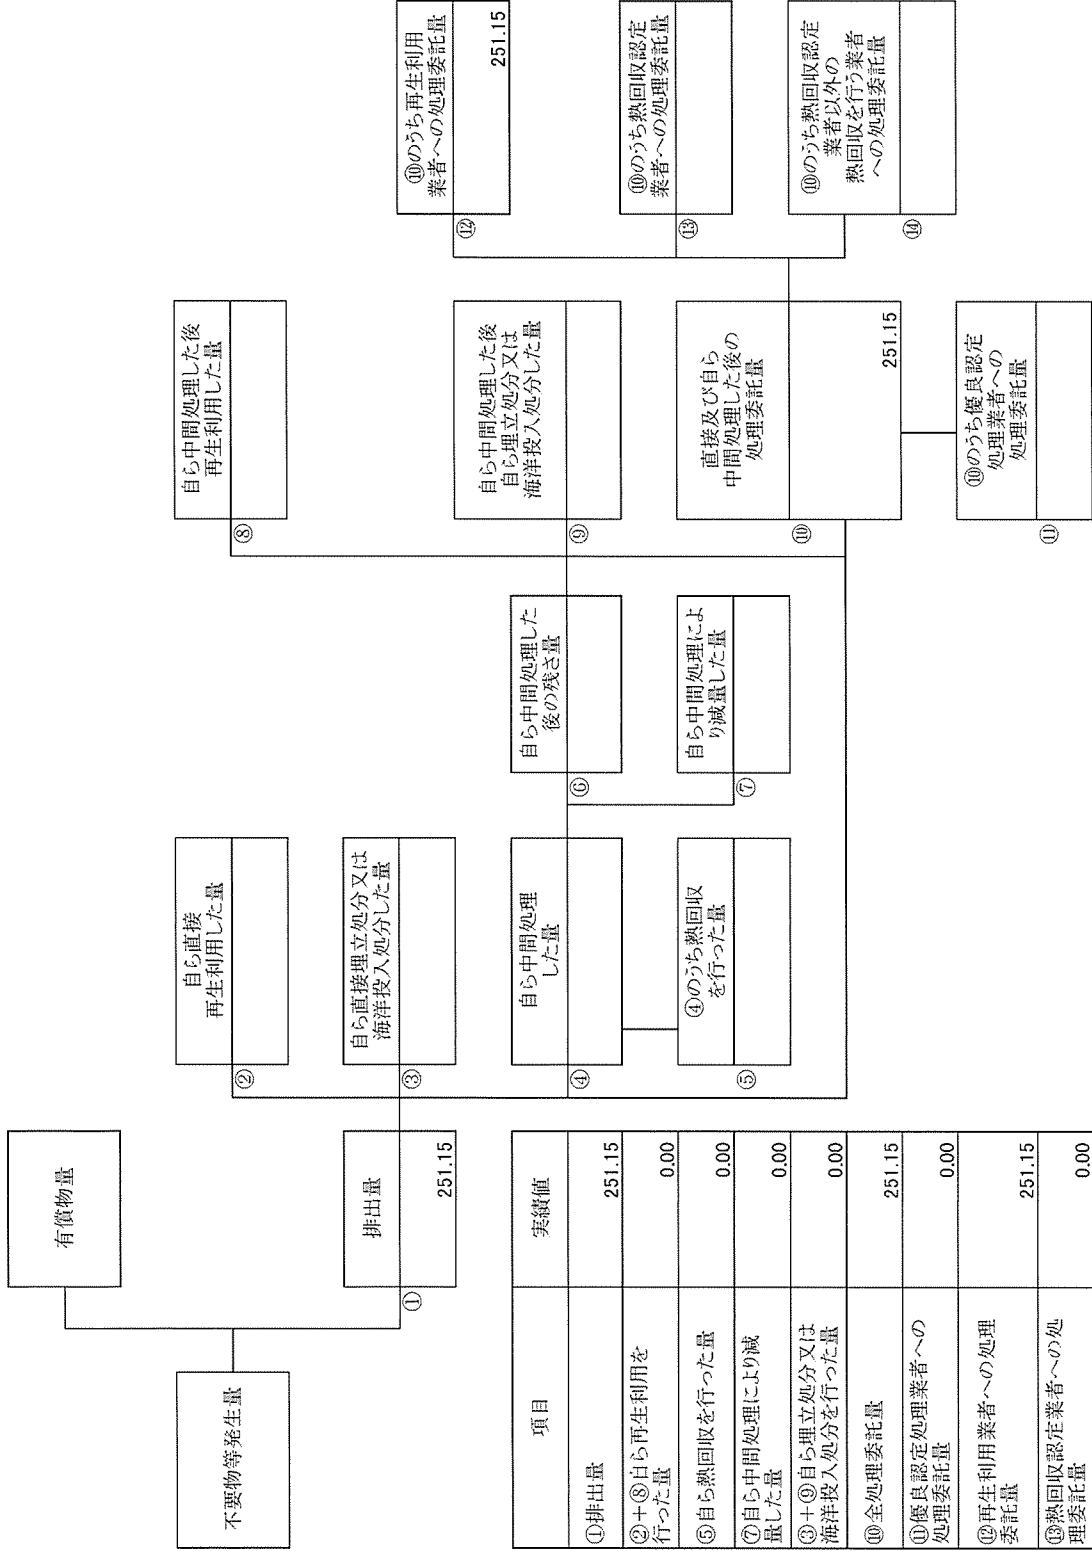 不要物等発生量
有償物量
排出量
①
251.15
自ら直接
再生利用した量
②
自ら直接埋立処分又は
海洋投入処分した量
③
自ら中間処理
した量
④
④のうち熱回収
を行った量
⑤
自ら中間処理した
後の残さ量
⑥
自ら中間処理によ
り減量した量
⑦
自ら中間処理した後
再生利用した量
⑧
自ら中間処理した後
自ら埋立処分又は
海洋投入処分した量
⑨
直接及び自ら
中間処理した後の
処理委託量
⑩
251.15
⑩のうち優良認定
処理業者への
処理委託量
⑪
⑩のうち再生利用
業者への処理委託量
⑫
251.15
⑩のうち熱回収認定
業者への処理委託量
⑬
⑩のうち熱回収認定
業者以外の
熱回収を行う業者
への処理委託量
⑭
項目 実績値
①排出量 251.15
②+⑧自ら再生利用を
行った量 0.00
⑤自ら熱回収を行った量 0.00
⑦自ら中間処理により減
量した量 0.00
③+⑨自ら埋立処分又は
海洋投入処分を行った量 0.00
⑩全処理委託量 251.15
⑪優良認定処理業者への
処理委託量 0.00
⑫再生利用業者への処理
委託量 251.15
⑬熱回収認定業者への処
理委託量 0.00